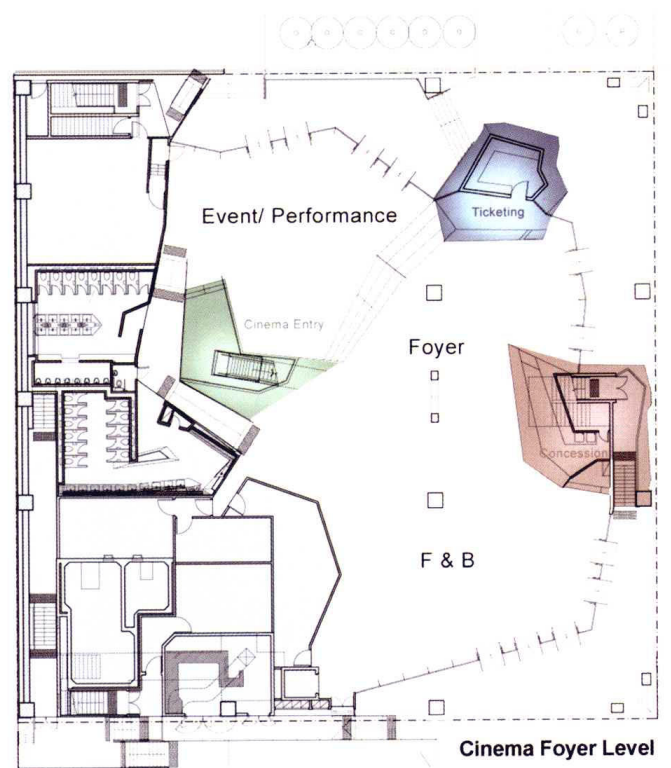 Event/ Performance
Ticketing
Cinema Entry
Foyer
Concession
F & B
Cinema Foyer Level